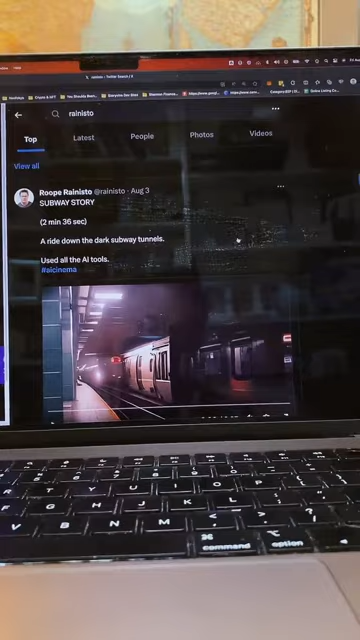 rainisto
Top Latest People Photos Videos
View all
Roope Rainisto @rainisto · Aug 3
SUBWAY STORY
(2 min 36 sec)
A ride down the dark subway tunnels.
Used all the AI tools.
#aicinema
R T Y U I O P
F G H J K L
V B N M
⌘ ⌥
command option